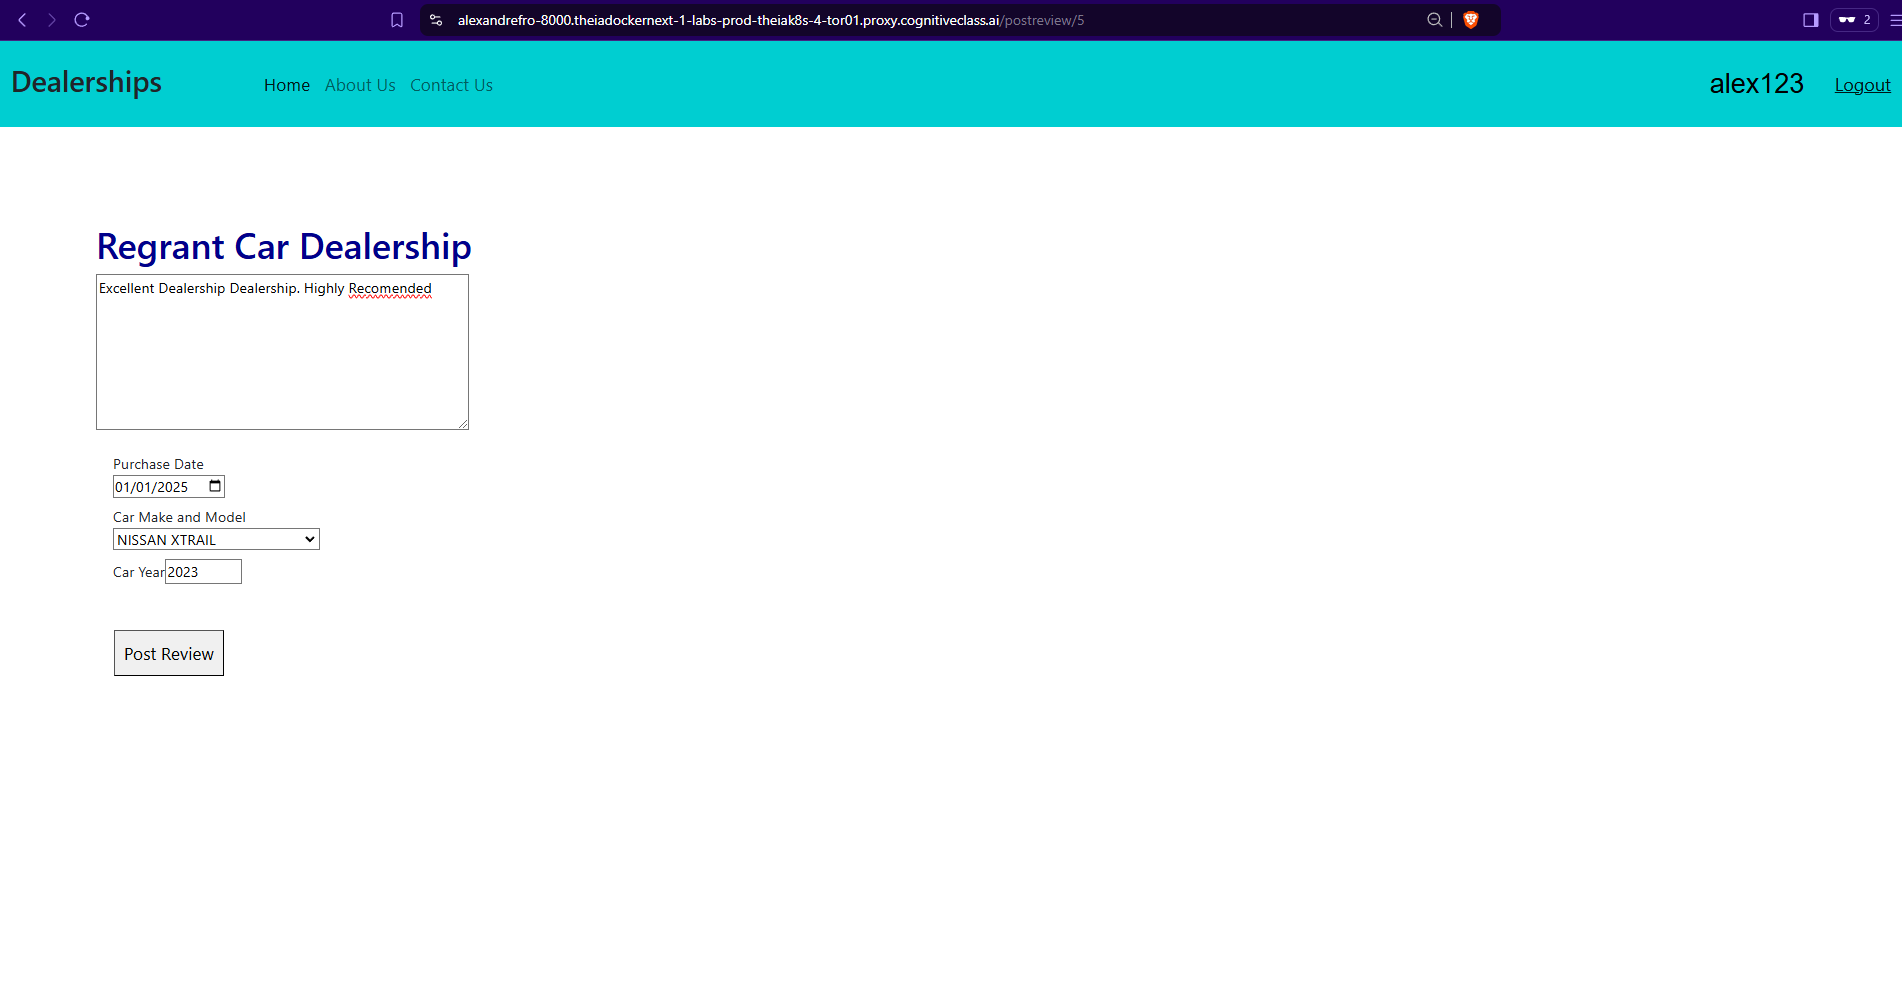 alexandrefro-8000.theiadockernext-1-labs-prod-theiak8s-4-tor01.proxy.cognitiveclass.ai/postreview/5
2
Dealerships
Home About Us Contact Us
alex123
Logout
Regrant Car Dealership
Excellent Dealership Dealership. Highly Recomended
Purchase Date
01/01/2025
Car Make and Model
NISSAN XTRAIL
Car Year 2023
Post Review